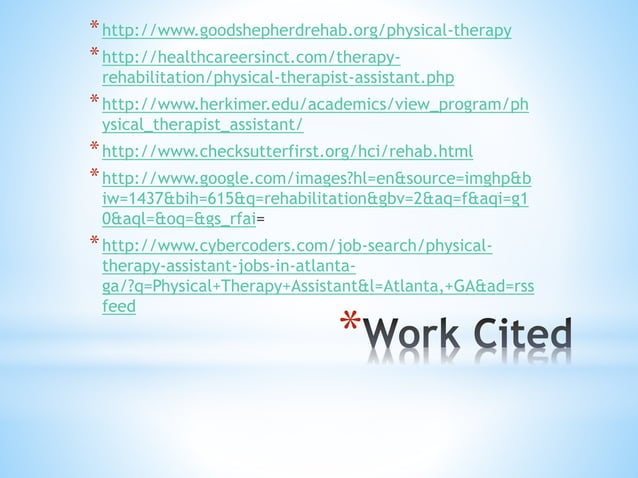 * http://www.goodshepherdrehab.org/physical-therapy
* http://healthcareersinct.com/therapy-
rehabilitation/physical-therapist-assistant.php
* http://www.herkimer.edu/academics/view_program/ph
ysical_therapist_assistant/
* http://www.checksutterfirst.org/hci/rehab.html
* http://www.google.com/images?hl=en&source=imghp&b
iw=1437&bih=615&q=rehabilitation&gbv=2&aq=f&aqi=g1
0&aql=&oq=&gs_rfai=
* http://www.cybercoders.com/job-search/physical-
therapy-assistant-jobs-in-atlanta-
ga/?q=Physical+Therapy+Assistant&l=Atlanta,+GA&ad=rss
feed
* Work Cited